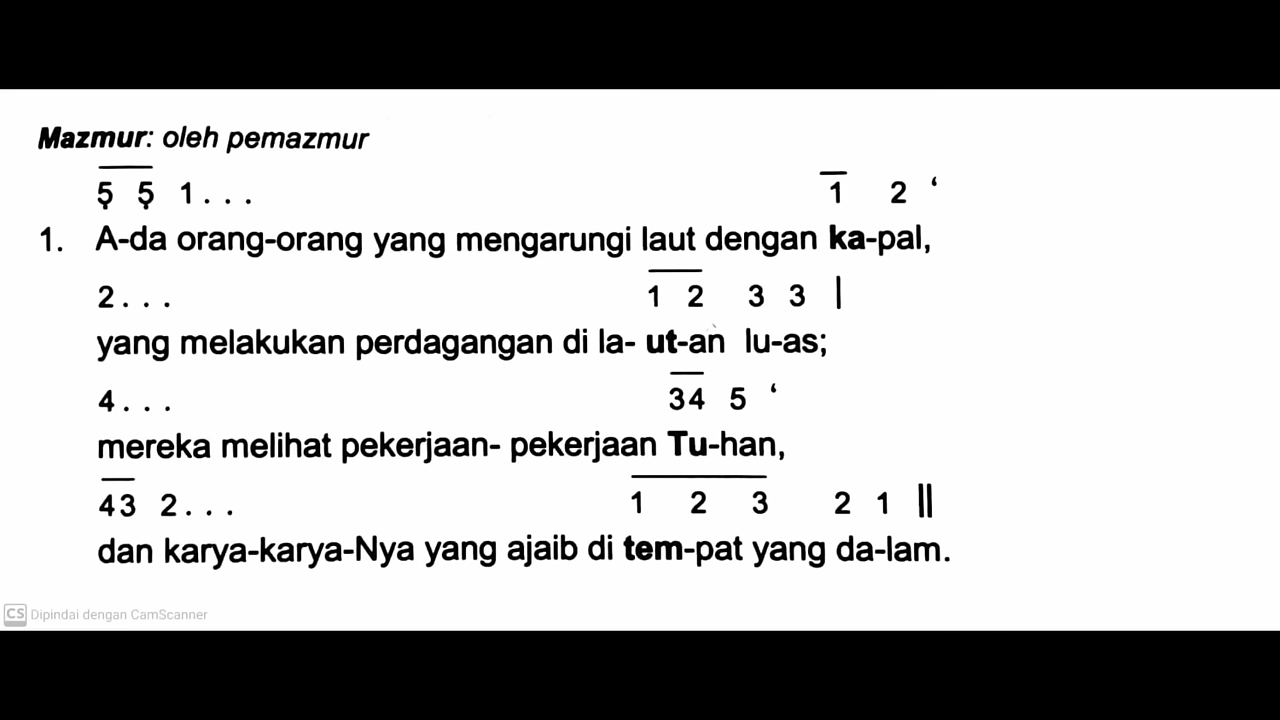 Mazmur: oleh pemazmur
5̣ 5̣ 1 . . . 1 2 ‘
1. A-da orang-orang yang mengarungi laut dengan ka-pal,
2 . . . 1 2 3 3 |
yang melakukan perdagangan di la- ut-an lu-as;
4 . . . 34 5 ‘
mereka melihat pekerjaan- pekerjaan Tu-han,
43 2 . . . 1 2 3 2 1 ||
dan karya-karya-Nya yang ajaib di tem-pat yang da-lam.
CS Dipindai dengan CamScanner